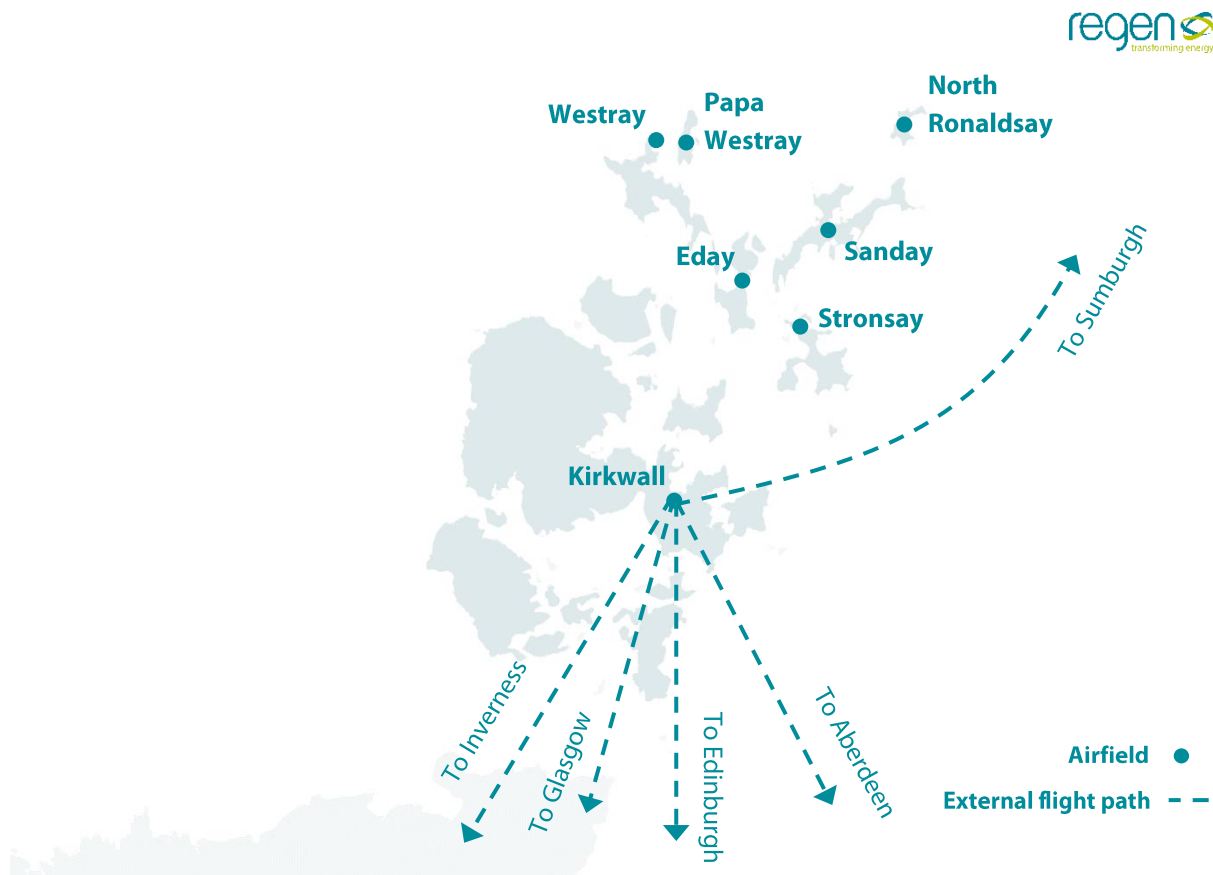 regen
transforming energy
North
Ronaldsay
Papa
Westray
Westray
Sanday
Eday
Stronsay
To Sumburgh
Kirkwall
To Inverness
To Glasgow
To Edinburgh
To Aberdeen
Airfield
External flight path